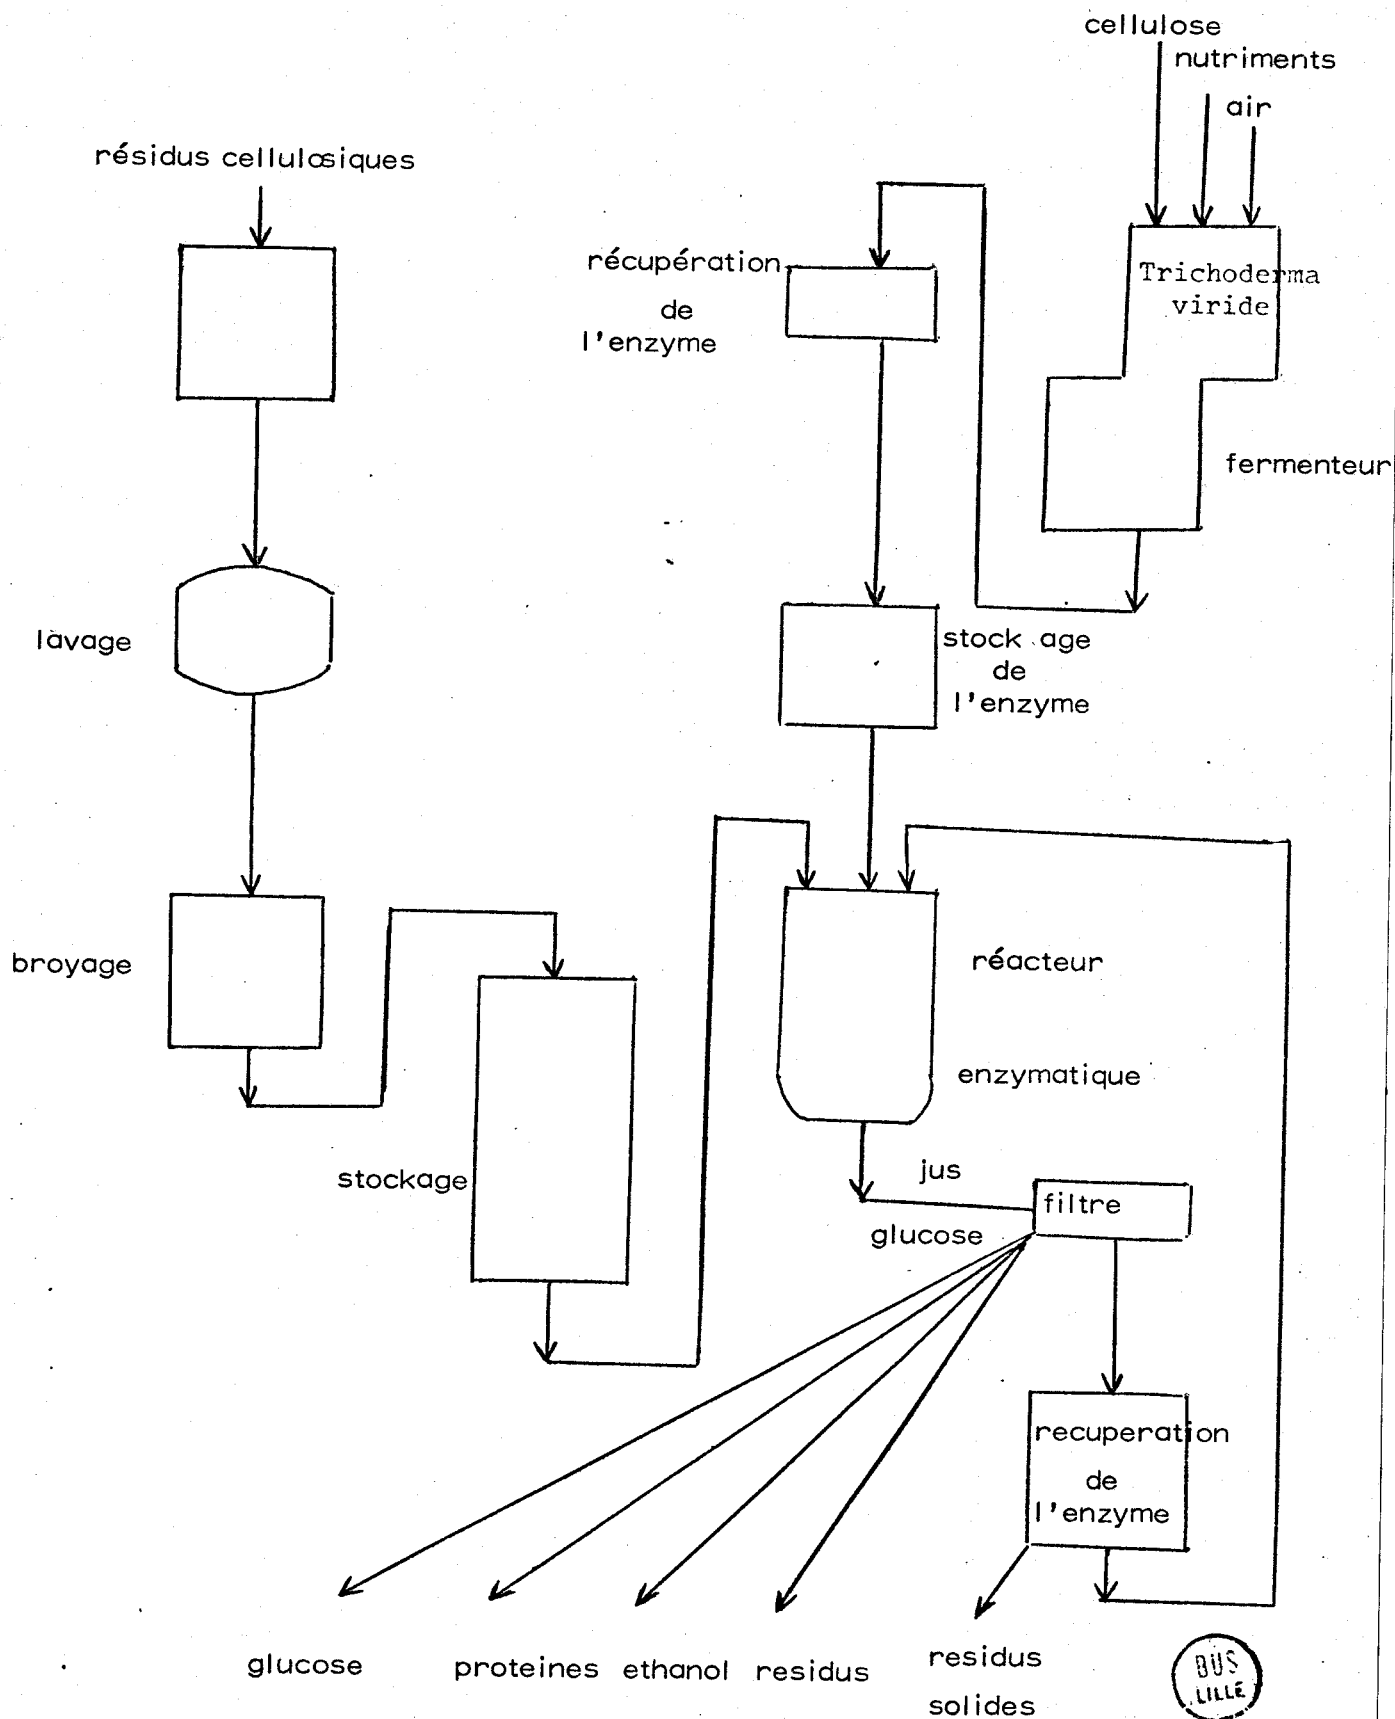 cellulose
nutriments
air
résidus cellulosiques
récupération
de
l'enzyme
Trichoderma
viride
fermenteur
lavage
stock age
de
l'enzyme
broyage
réacteur
enzymatique
stockage
jus
glucose
filtre
recuperation
de
l'enzyme
glucose
proteines
ethanol
residus
residus
solides
BUS
LILLE